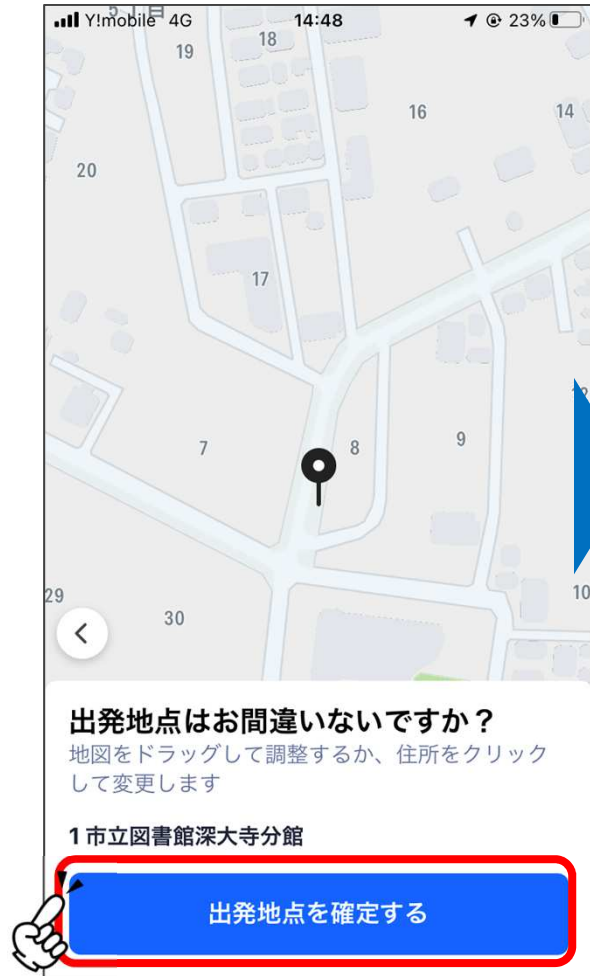 5丁目
Y!mobile 4G 14:48 23%
18
19
16
14
20
17
7
8
9
29
30
10
出発地点はお間違いないですか？
地図をドラッグして調整するか、住所をクリック
して変更します
1市立図書館深大寺分館
出発地点を確定する